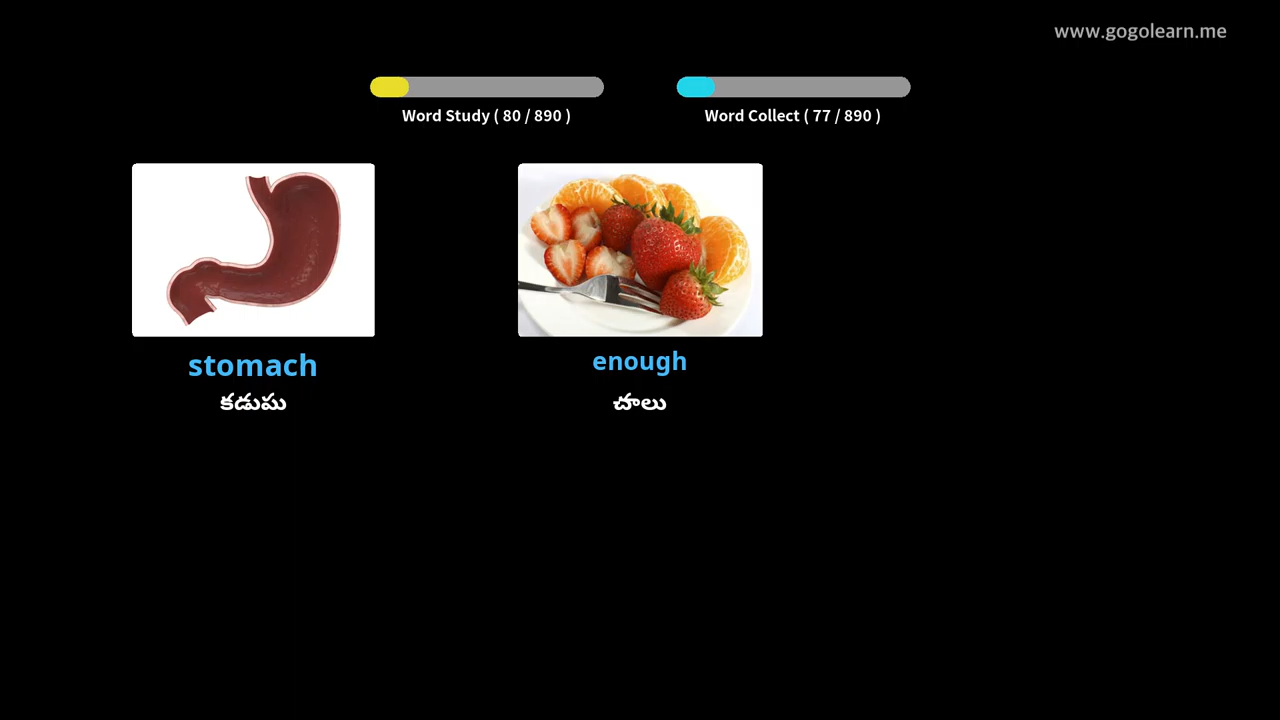 www.gogolearn.me
Word Study ( 80 / 890 )
Word Collect ( 77 / 890 )
stomach
కడుపు
enough
చాలు